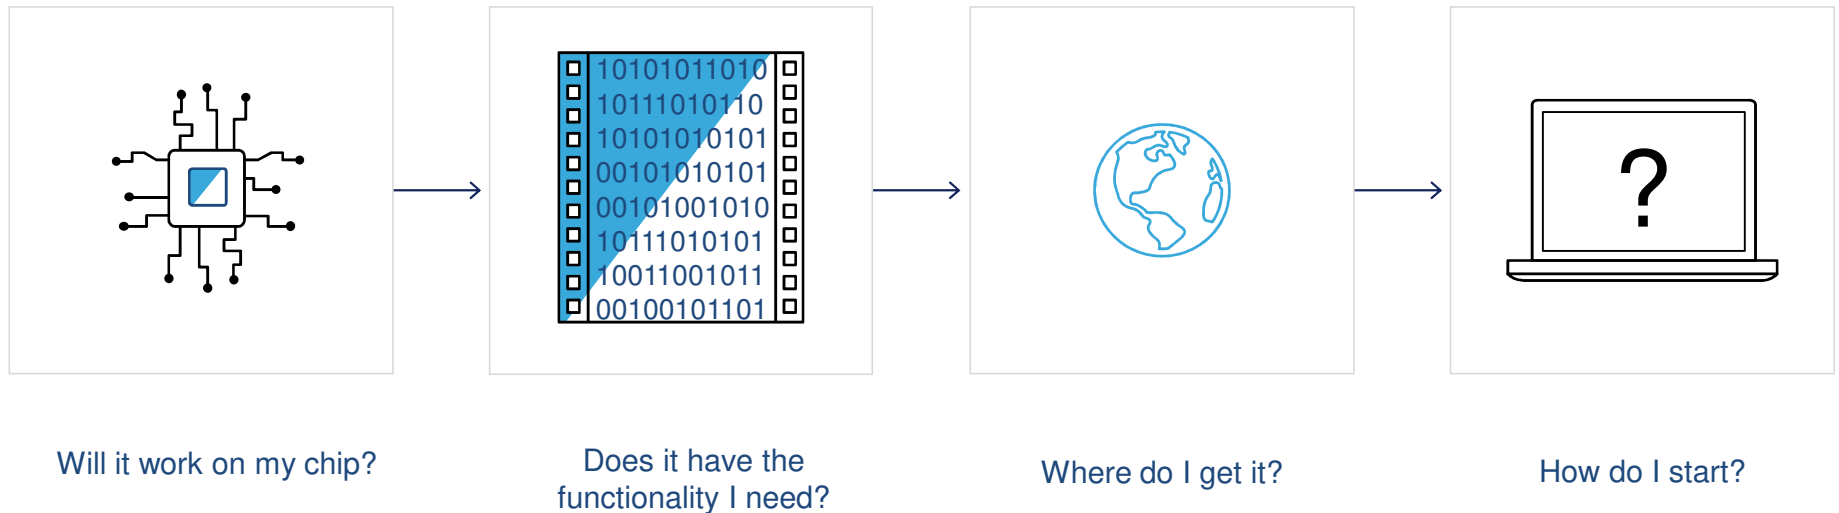 10101011010
10111010110
10101010101
00101010101
00101001010
10111010101
10011001011
00100101101
?
Will it work on my chip?
Does it have the
functionality I need?
Where do I get it?
How do I start?